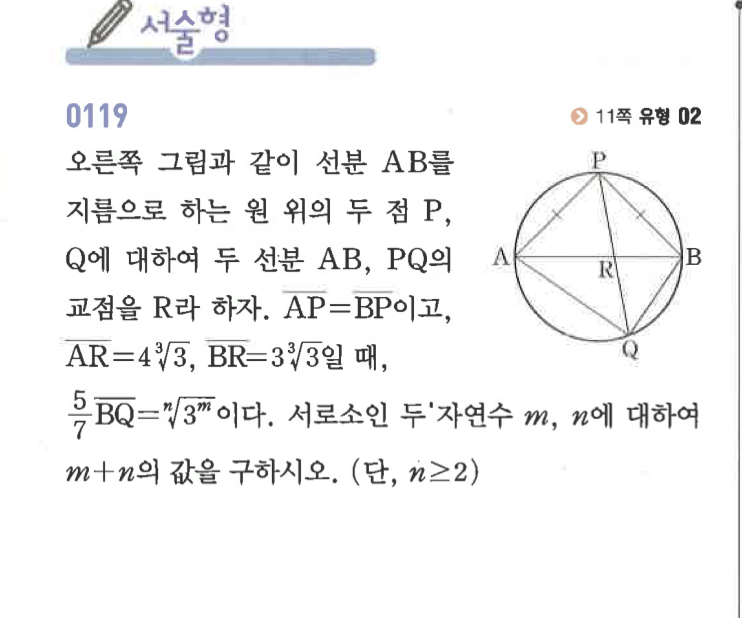 서술형
0119
11쪽 유형 02
오른쪽 그림과 같이 선분 AB를
지름으로 하는 원 위의 두 점 P,
Q에 대하여 두 선분 AB, PQ의
교점을 R라 하자. \overline{AP}=\overline{BP}이고,
\overline{AR}=4\sqrt[3]{3}, \overline{BR}=3\sqrt[3]{3}일 때,
\frac{5}{7}\overline{BQ}=\sqrt[n]{3^m}이다. 서로소인 두 자연수 m, n에 대하여
m+n의 값을 구하시오. (단, n≥2)
P
A
R
B
Q